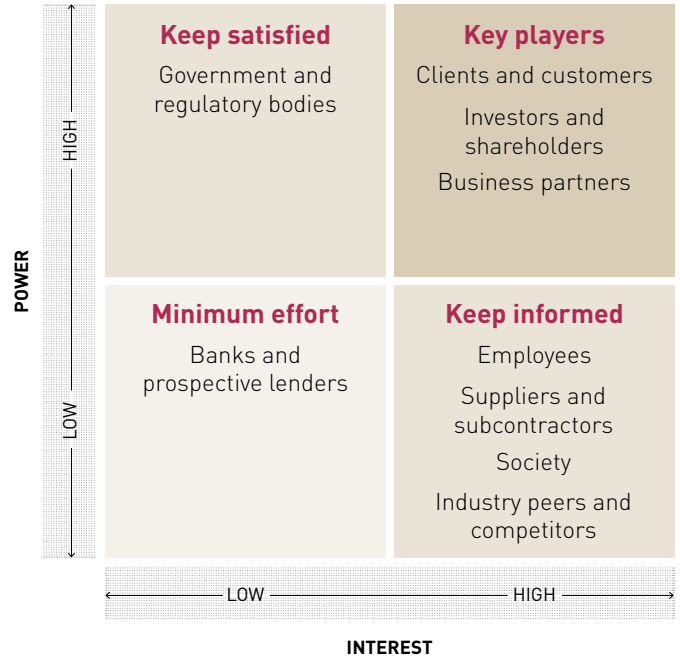 Keep satisfied
Government and
regulatory bodies
Key players
Clients and customers
Investors and
shareholders
Business partners
HIGH
POWER
LOW
Minimum effort
Banks and
prospective lenders
Keep informed
Employees
Suppliers and
subcontractors
Society
Industry peers and
competitors
LOW
HIGH
INTEREST